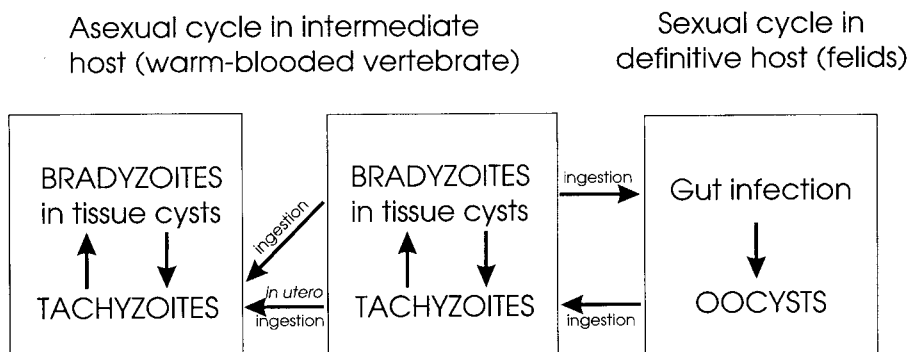 Asexual cycle in intermediate
host (warm-blooded vertebrate)
Sexual cycle in
definitive host (felids)
BRADYZOITES
in tissue cysts
TACHYZOITES
ingestion
in utero
ingestion
BRADYZOITES
in tissue cysts
TACHYZOITES
ingestion
ingestion
Gut infection
OOCYSTS